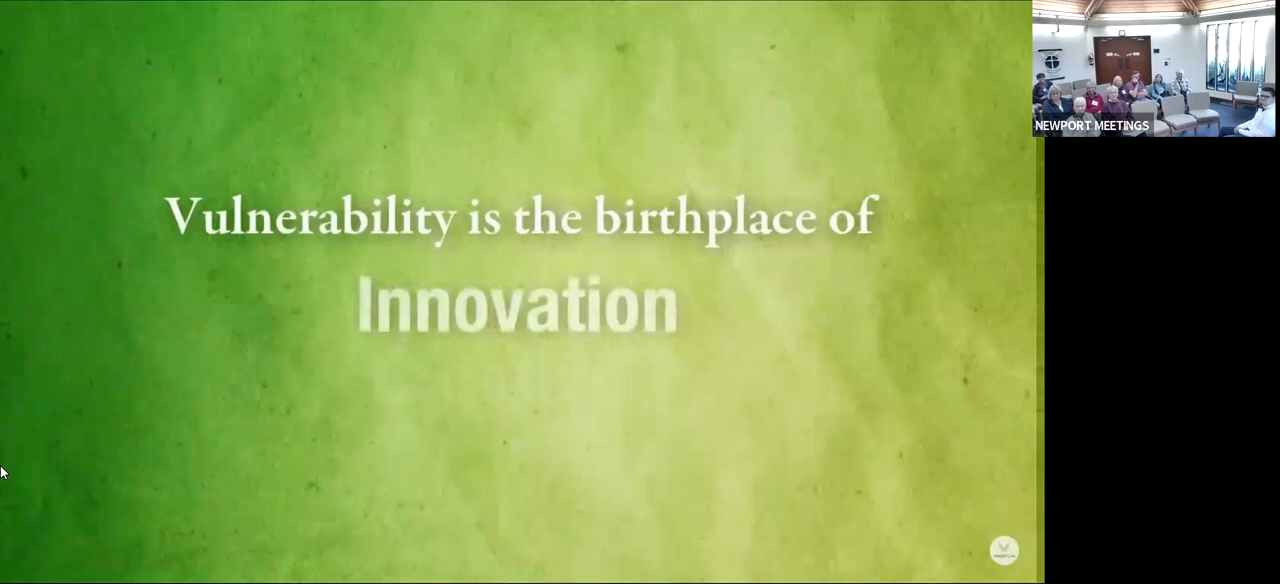 Vulnerability is the birthplace of
Innovation
NEWPORT MEETINGS